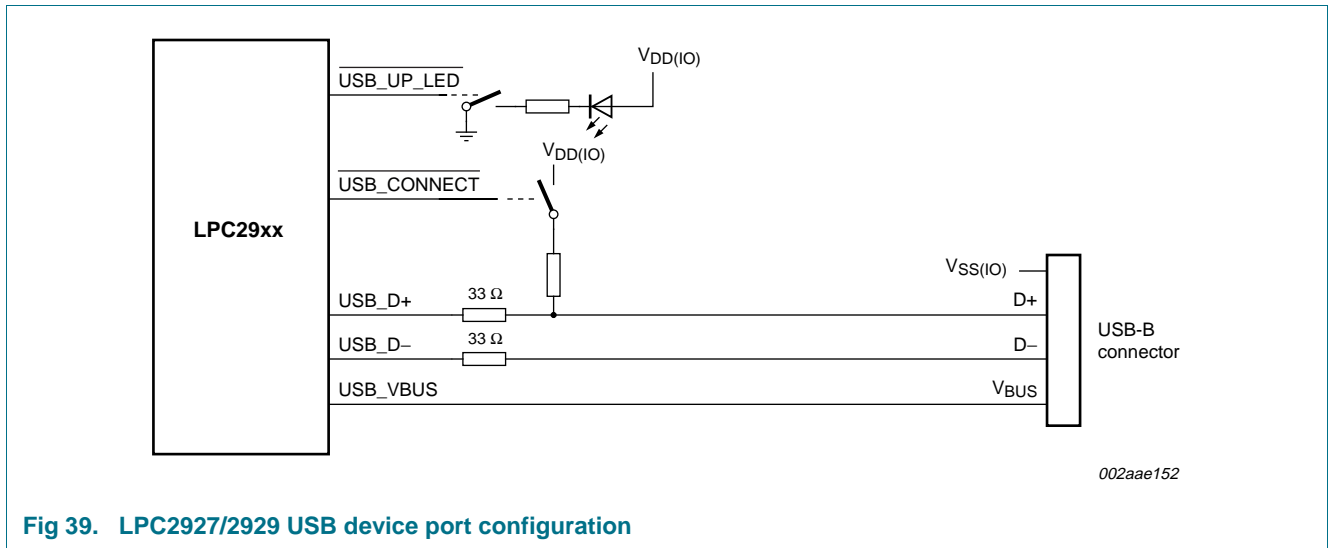 VDD(IO)
USB_UP_LED
VDD(IO)
USB_CONNECT
LPC29xx
VSS(IO)
USB_D+
33 Ω
D+
USB-B
connector
USB_D−
33 Ω
D−
USB_VBUS
VBUS
002aae152
Fig 39. LPC2927/2929 USB device port configuration